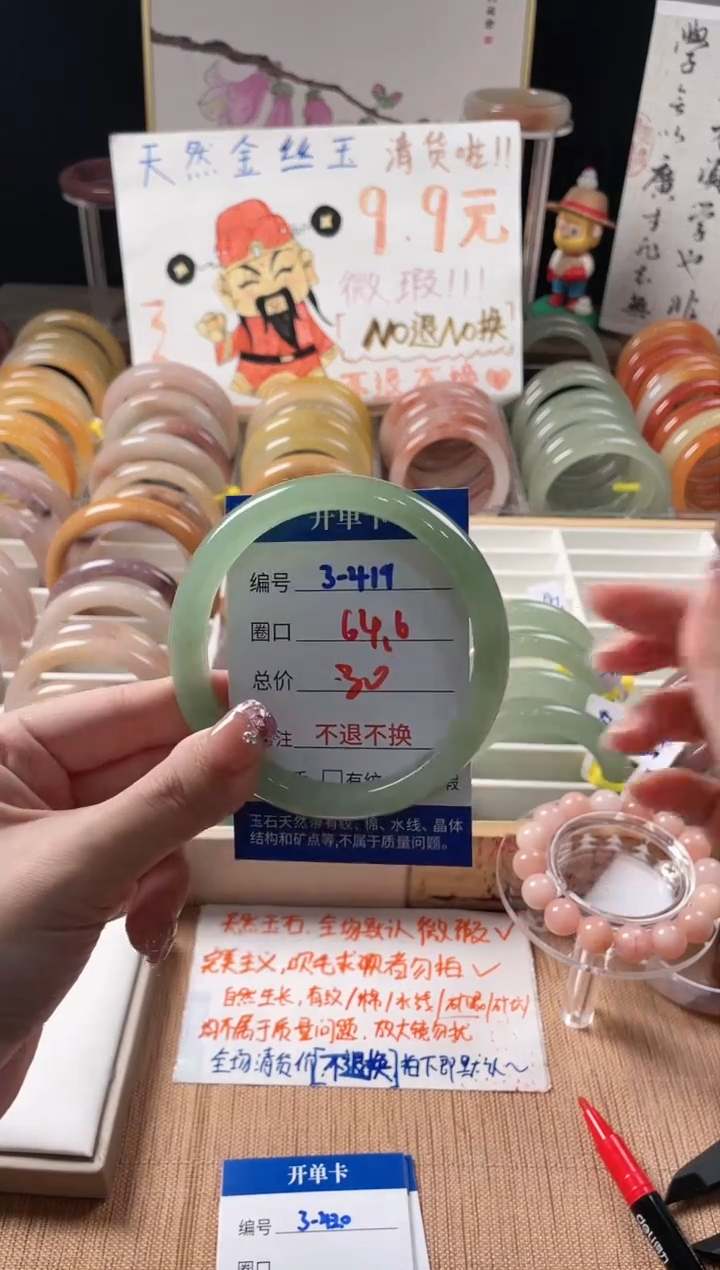 天然金丝玉 清货啦!!
9.9元
微瑕!!!
NO退NO换
不退不换
開单卡
编号 3-419
圈口 64.6
总价 30
注 不退不换
玉石天然带有纹、棉、水线、晶体
结构和矿点等,不属于质量问题。
天然玉石.全场默认微瑕✓
完美主义,吹毛求疵者勿拍✓
自然生长,有纹/棉/水线/
均不属于质量问题.放大镜勿扰
全场清货价[不退换]拍下即默认~
开单卡
编号 3-420
圈口
deli